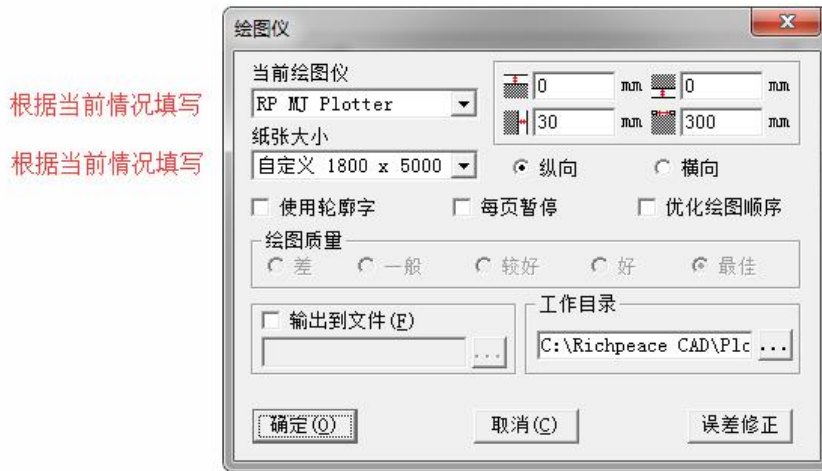 绘图仪
当前绘图仪
0 mm 0 mm
根据当前情况填写
RP MJ Plotter
30 mm 300 mm
纸张大小
根据当前情况填写
自定义 1800 x 5000
纵向 横向
使用轮廓字 每页暂停 优化绘图顺序
绘图质量
差 一般 较好 好 最佳
输出到文件(F)
工作目录
... C:\Richpeace CAD\Plo ...
确定(O) 取消(C) 误差修正